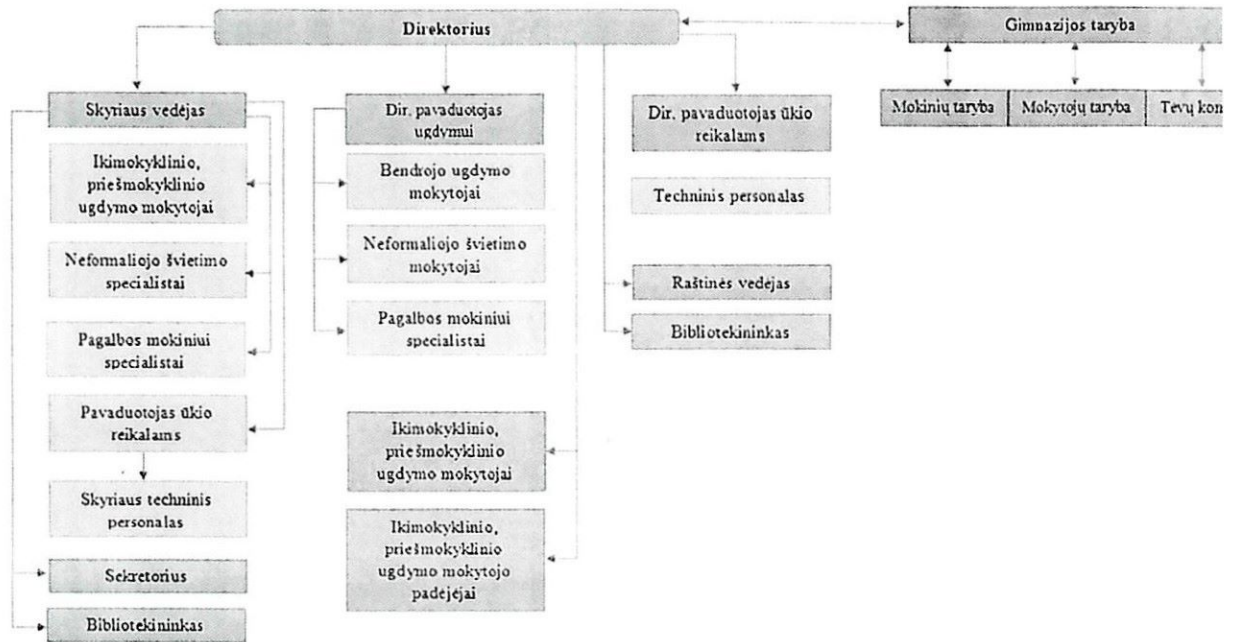 Direktorius
Gimnazijos taryba
Mokinių taryba
Mokytojų taryba
Tėvų
Skyriaus vedėjas
Ikimokyklinio,
priešmokyklinio
ugdymo mokytojai
Neformaliojo švietimo
specialistai
Pagalbos mokiniui
specialistai
Pavaduotojas ūkio
reikalams
Skyriaus techninis
personalas
Sekretorius
Bibliotekininkas
Dir. pavaduotojas
ugdymui
Bendrojo ugdymo
mokytojai
Neformaliojo švietimo
mokytojai
Pagalbos mokiniui
specialistai
Ikimokyklinio,
priešmokyklinio
ugdymo mokytojai
Ikimokyklinio,
priešmokyklinio
ugdymo mokytojo
padėjėjai
Dir. pavaduotojas ūkio
reikalams
Techninis personalas
Raštinės vedėjas
Bibliotekininkas